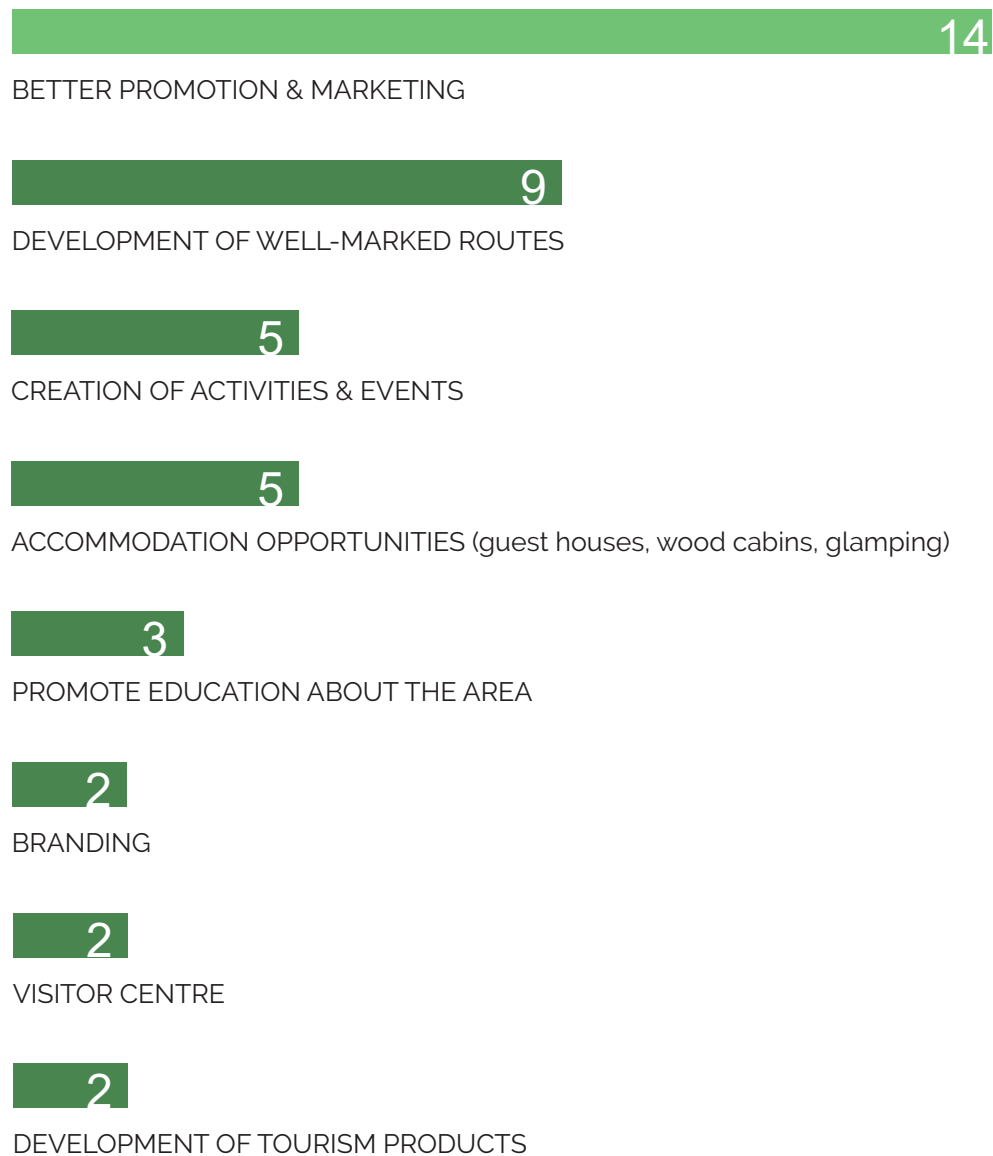 14
BETTER PROMOTION & MARKETING
9
DEVELOPMENT OF WELL-MARKED ROUTES
5
CREATION OF ACTIVITIES & EVENTS
5
ACCOMMODATION OPPORTUNITIES (guest houses, wood cabins, glamping)
3
PROMOTE EDUCATION ABOUT THE AREA
2
BRANDING
2
VISITOR CENTRE
2
DEVELOPMENT OF TOURISM PRODUCTS